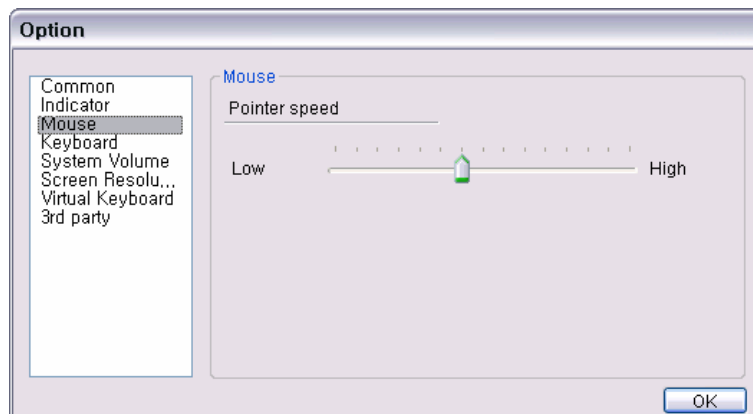 Option
Common
Indicator
Mouse
Keyboard
System Volume
Screen Resolu...
Virtual Keyboard
3rd party
Mouse
Pointer speed
Low
High
OK